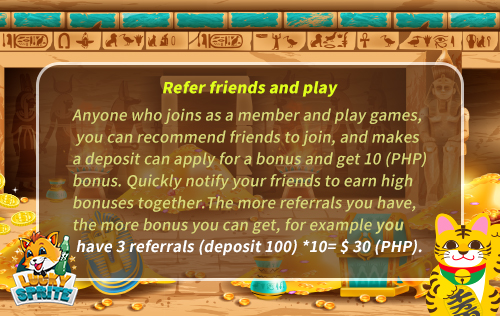 Refer friends and play
Anyone who joins as a member and play games,
you can recommend friends to join, and makes
a deposit can apply for a bonus and get 10 (PHP)
bonus. Quickly notify your friends to earn high
bonuses together.The more referrals you have,
the more bonus you can get, for example you
have 3 referrals (deposit 100) *10= $ 30 (PHP).
LUCKY
SPRITE